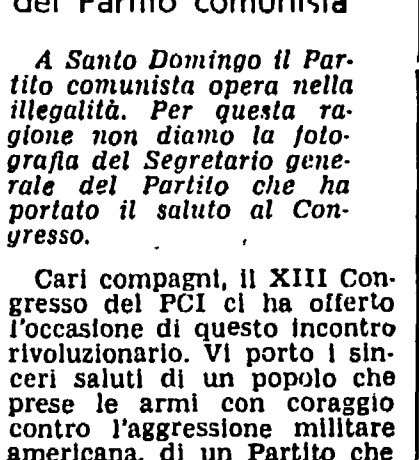 del Partito comunista
A Santo Domingo il Par-
tito comunista opera nella
illegalità. Per questa ra-
gione non diamo la foto-
grafia del Segretario gene-
rale del Partito che ha
portato il saluto al Con-
gresso.
Cari compagni, il XIII Con-
gresso del PCI ci ha offerto
l'occasione di questo incontro
rivoluzionario. Vi porto i sin-
ceri saluti di un popolo che
prese le armi con coraggio
contro l'aggressione militare
americana, di un Partito che